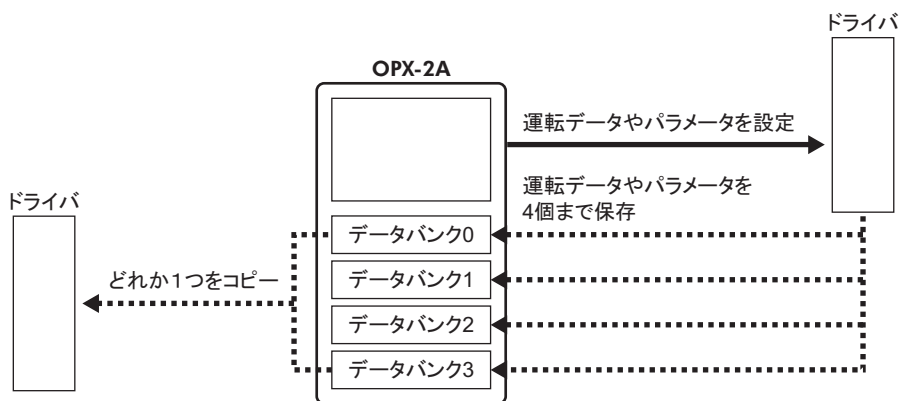 ドライバ
OPX-2A
運転データやパラメータを設定
運転データやパラメータを
4個まで保存
ドライバ
データバンク0
どれか1つをコピー
データバンク1
データバンク2
データバンク3